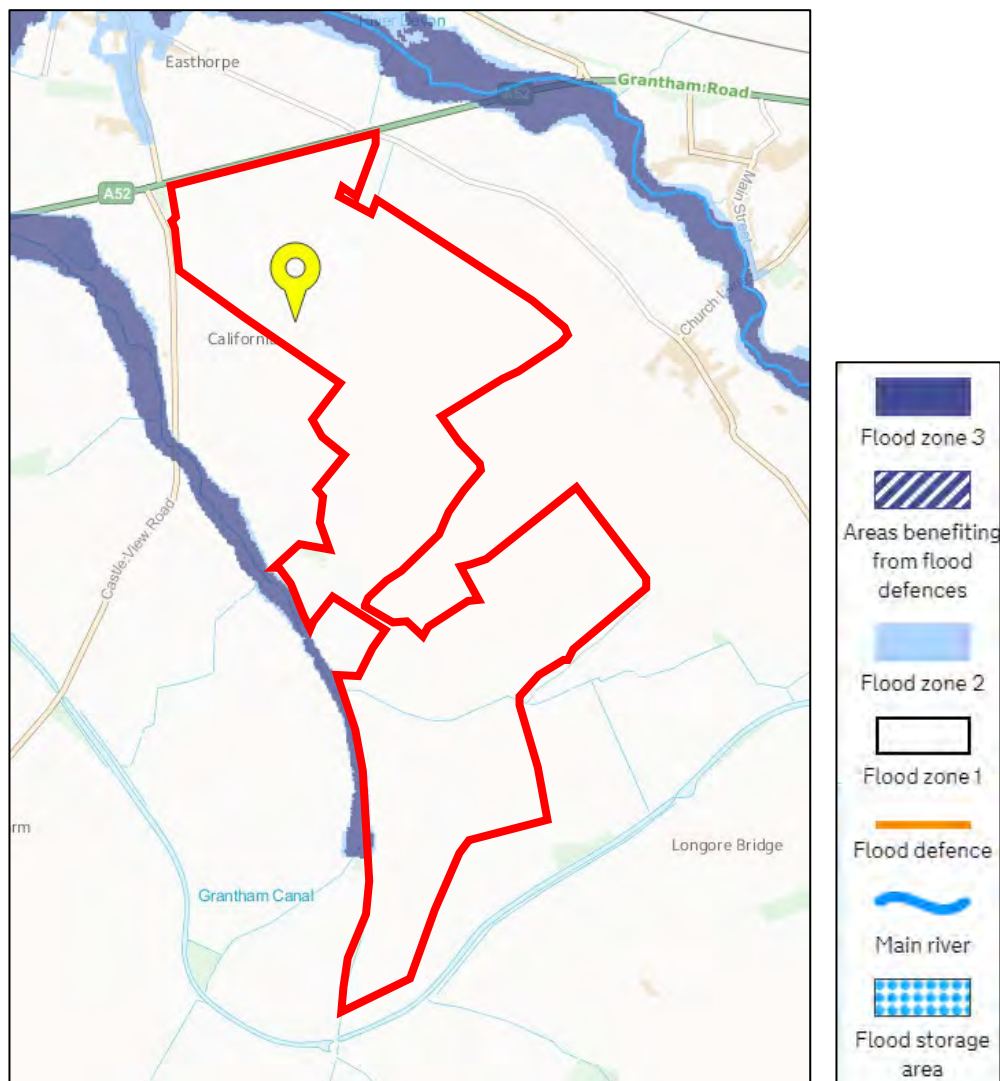 River Devon
Easthorpe
Grantham Road
A52
A52
Main Street
Church Lane
California
Castle View Road
rm
Longore Bridge
Grantham Canal
Flood zone 3
Areas benefiting
from flood
defences
Flood zone 2
Flood zone 1
Flood defence
Main river
Flood storage
area